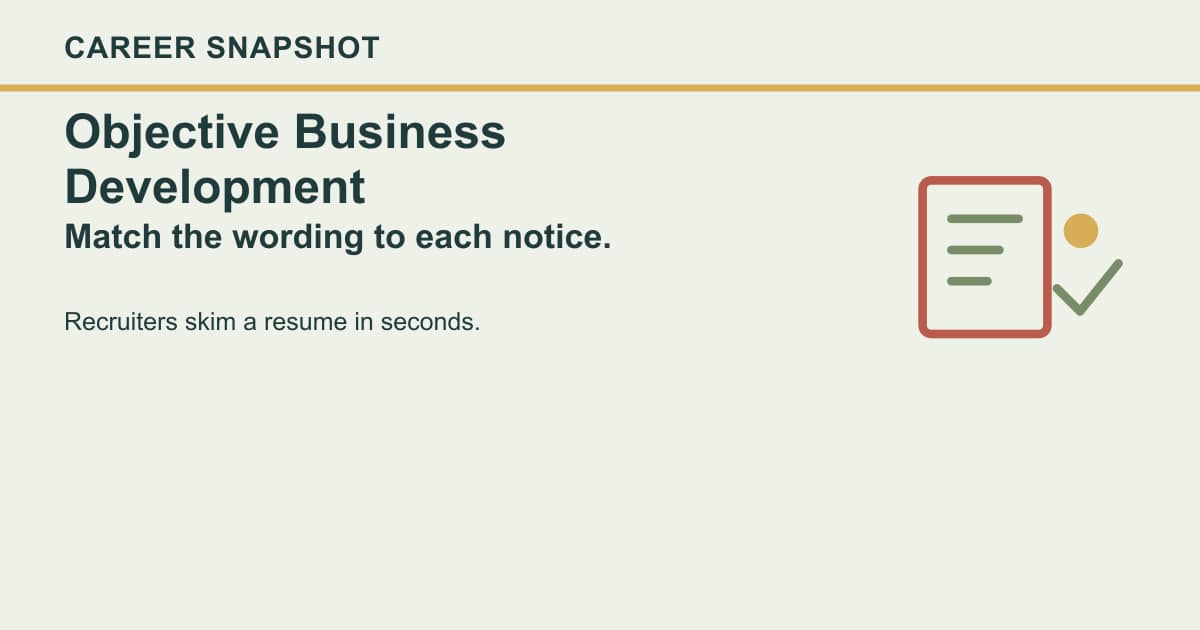 CAREER SNAPSHOT
Objective Business
Development
Match the wording to each notice.
Recruiters skim a resume in seconds.